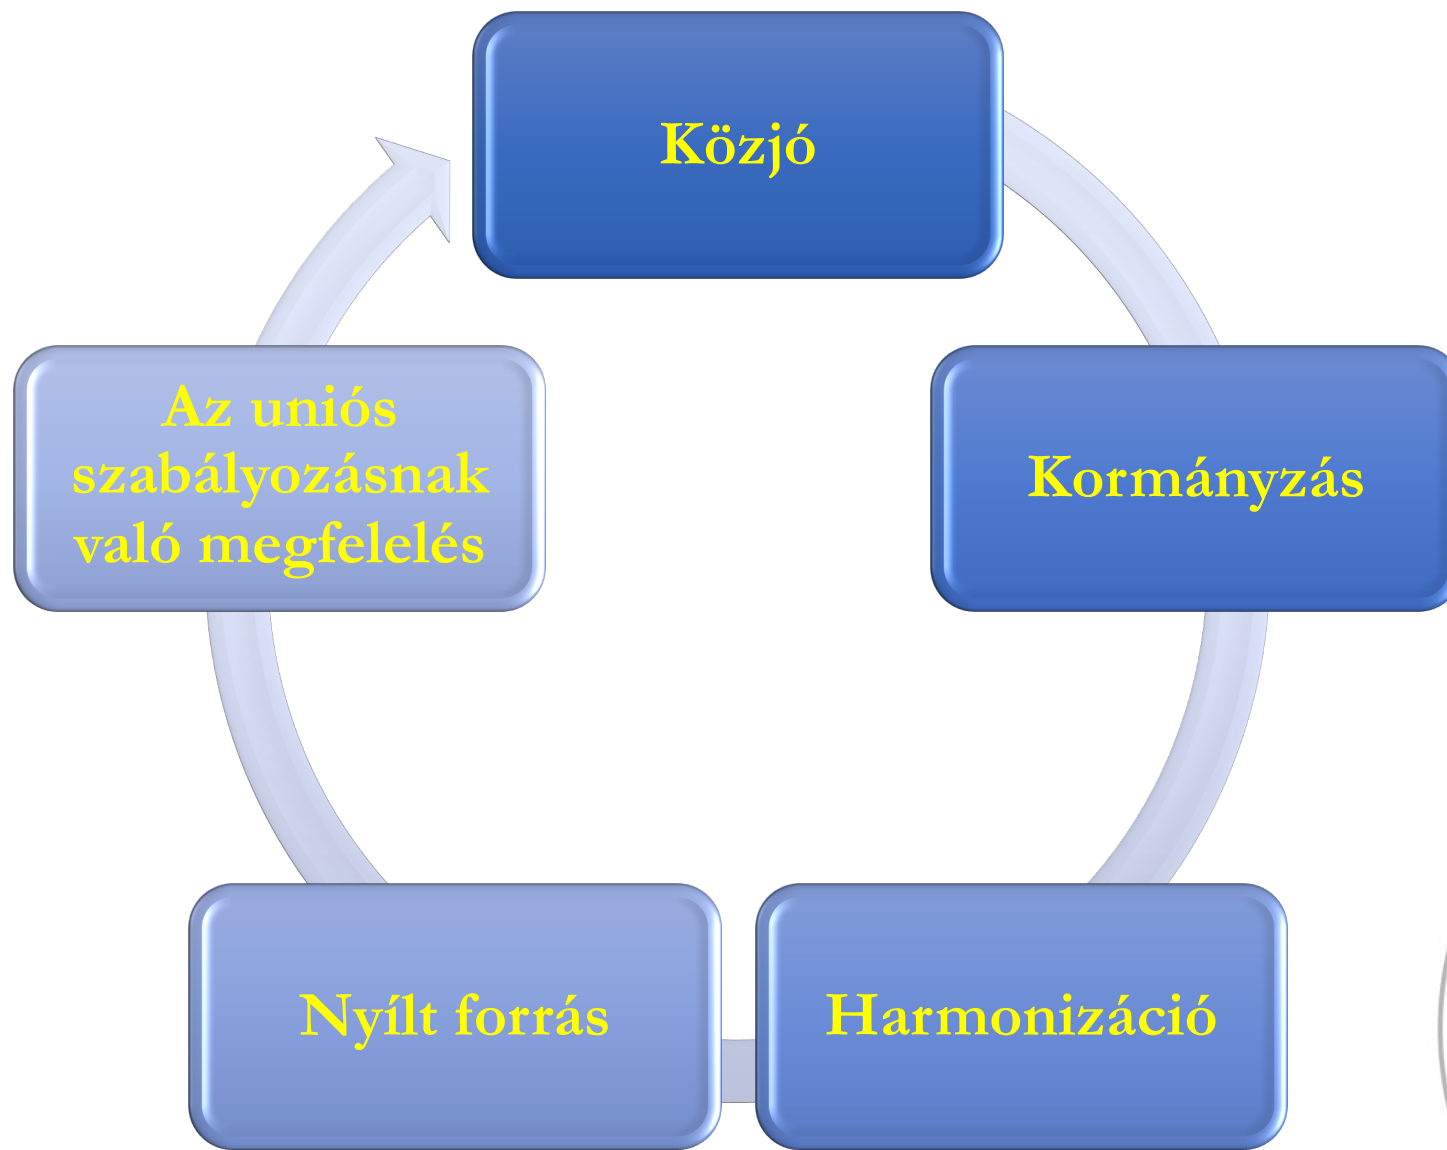 Közjó
Kormányzás
Harmonizáció
Nyílt forrás
Az uniós
szabályozásnak
való megfelelés